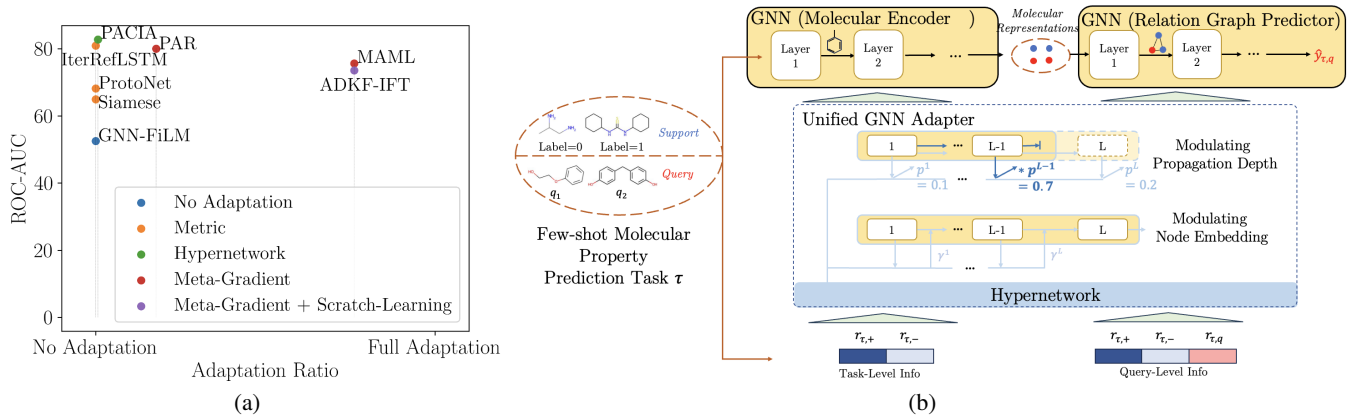 80
60
40
20
0
ROC-AUC
PACIA
PAR
IterRefLSTM
ProtoNet
Siamese
GNN-FiLM
MAML
ADKF-IFT
No Adaptation
Metric
Hypernetwork
Meta-Gradient
Meta-Gradient + Scratch-Learning
No Adaptation
Full Adaptation
Adaptation Ratio
(a)
GNN (Molecular Encoder )
Layer 1
Layer 2
...
Molecular
Representations
GNN (Relation Graph Predictor)
Layer 1
Layer 2
...
ŷτ,q
NH₂
NH₂
S
Label=0
Label=1
Support
Query
q₁
q₂
Few-shot Molecular
Property
Prediction Task τ
Unified GNN Adapter
1
...
L-1
L
p¹
= 0.1
...
* pᴸ⁻¹
= 0.7
pᴸ
= 0.2
Modulating
Propagation Depth
1
...
L-1
L
γ¹
...
γᴸ
Modulating
Node Embedding
Hypernetwork
rτ,+ rτ,−
Task-Level Info
rτ,+ rτ,− rτ,q
Query-Level Info
(b)